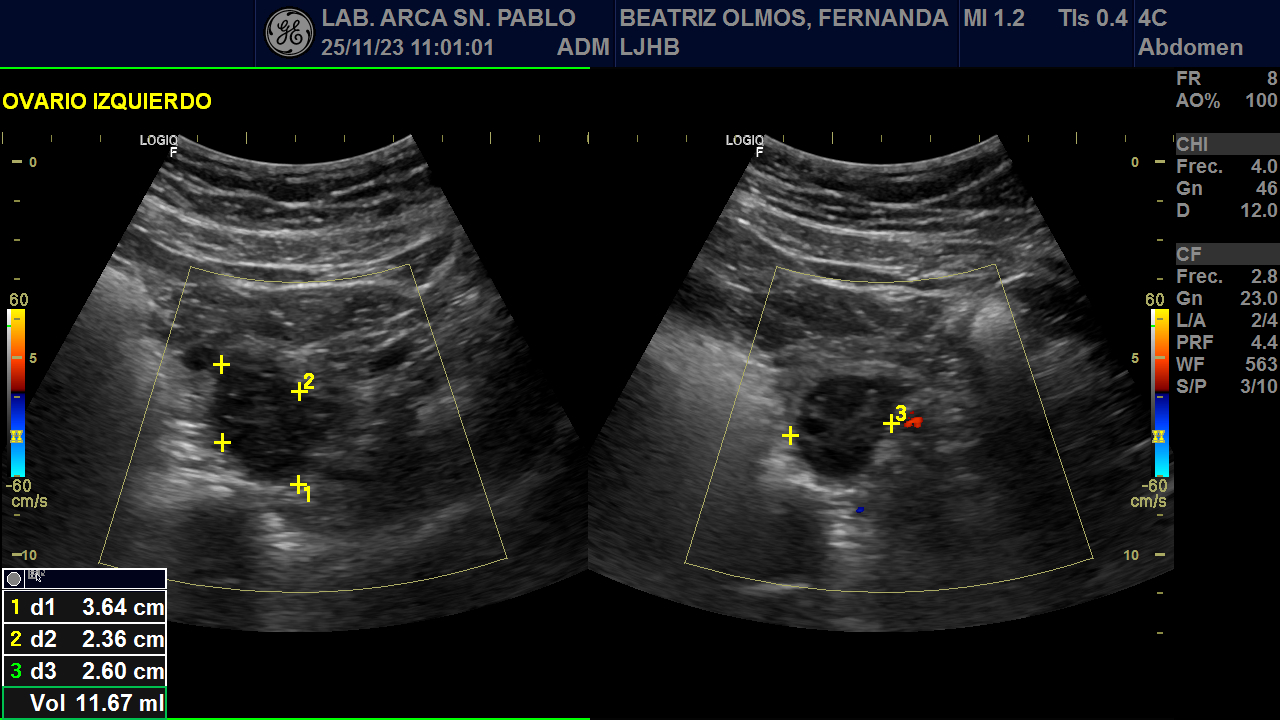 LAB. ARCA SN. PABLO
25/11/23 11:01:01 ADM
BEATRIZ OLMOS, FERNANDA
LJHB
MI 1.2 TIs 0.4
4C
Abdomen
OVARIO IZQUIERDO
LOGIQ
F
LOGIQ
F
0
5
10
60
-60
cm/s
2
1
3
0
5
10
60
-60
cm/s
FR 8
AO% 100
CHI
Frec. 4.0
Gn 46
D 12.0
CF
Frec. 2.8
Gn 23.0
L/A 2/4
PRF 4.4
WF 563
S/P 3/10
1 d1 3.64 cm
2 d2 2.36 cm
3 d3 2.60 cm
Vol 11.67 ml